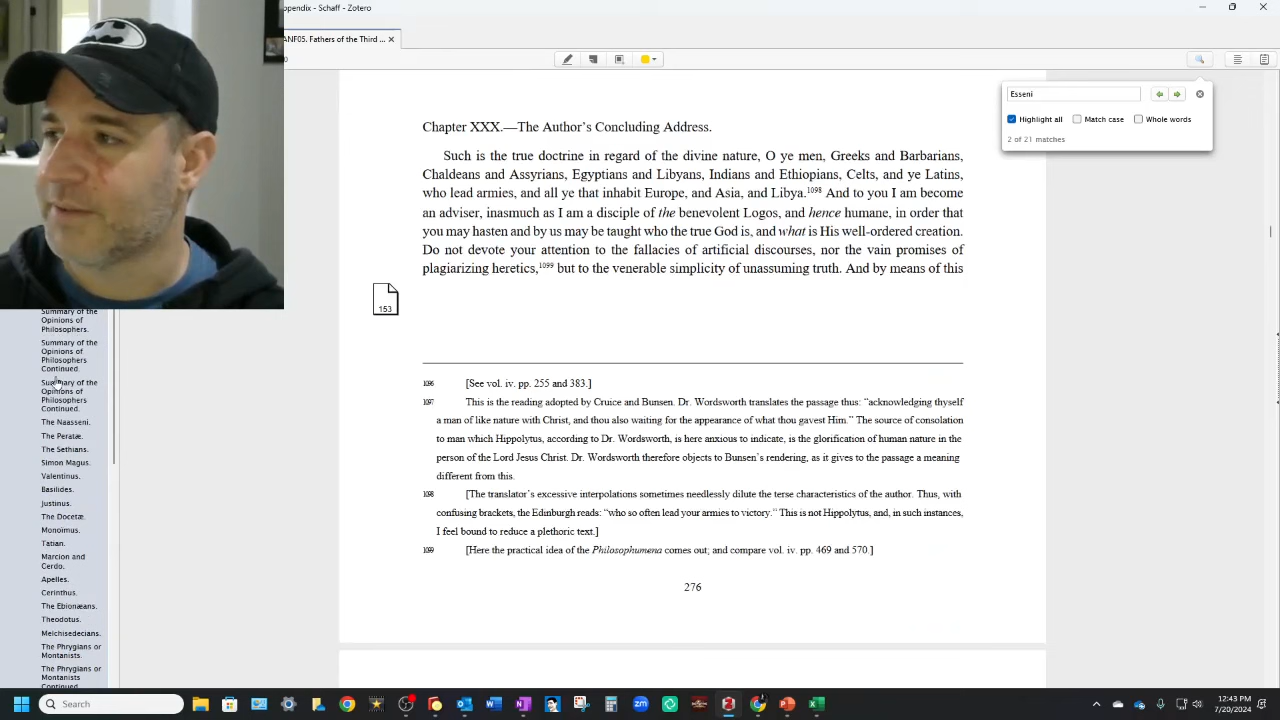 ppendix - Schaff - Zotero
ANF05. Fathers of the Third ...
Esseni
Highlight all
Match case
Whole words
2 of 21 matches
Chapter XXX.—The Author's Concluding Address.
Such is the true doctrine in regard of the divine nature, O ye men, Greeks and Barbarians,
Chaldeans and Assyrians, Egyptians and Libyans, Indians and Ethiopians, Celts, and ye Latins,
who lead armies, and all ye that inhabit Europe, and Asia, and Libya.1098 And to you I am become
an adviser, inasmuch as I am a disciple of the benevolent Logos, and hence humane, in order that
you may hasten and by us may be taught who the true God is, and what is His well-ordered creation.
Do not devote your attention to the fallacies of artificial discourses, nor the vain promises of
plagiarizing heretics,1099 but to the venerable simplicity of unassuming truth. And by means of this
153
1096 [See vol. iv. pp. 255 and 383.]
1097 This is the reading adopted by Cruice and Bunsen. Dr. Wordsworth translates the passage thus: “acknowledging thyself
a man of like nature with Christ, and thou also waiting for the appearance of what thou gavest Him.” The source of consolation
to man which Hippolytus, according to Dr. Wordsworth, is here anxious to indicate, is the glorification of human nature in the
person of the Lord Jesus Christ. Dr. Wordsworth therefore objects to Bunsen's rendering, as it gives to the passage a meaning
different from this.
1098 [The translator's excessive interpolations sometimes needlessly dilute the terse characteristics of the author. Thus, with
confusing brackets, the Edinburgh reads: “who so often lead your armies to victory.” This is not Hippolytus, and, in such instances,
I feel bound to reduce a plethoric text.]
1099 [Here the practical idea of the Philosophumena comes out; and compare vol. iv. pp. 469 and 570.]
276
Summary of the
Opinions of
Philosophers.
Summary of the
Opinions of
Philosophers
Continued.
Summary of the
Opinions of
Philosophers
Continued.
The Naasseni.
The Peratæ.
The Sethians.
Simon Magus.
Valentinus.
Basilides.
Justinus.
The Docetæ.
Monoïmus.
Tatian.
Marcion and
Cerdo.
Apelles.
Cerinthus.
The Ebionæans.
Theodotus.
Melchisedecians.
The Phrygians or
Montanists.
The Phrygians or
Montanists
Continued.
Search
12:43 PM
7/20/2024